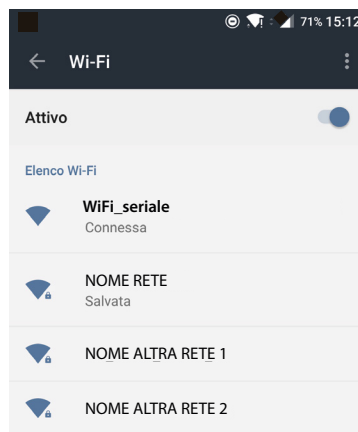 71% 15:12
Wi-Fi
Attivo
Elenco Wi-Fi
WiFi_seriale
Connessa
NOME RETE
Salvata
NOME ALTRA RETE 1
NOME ALTRA RETE 2